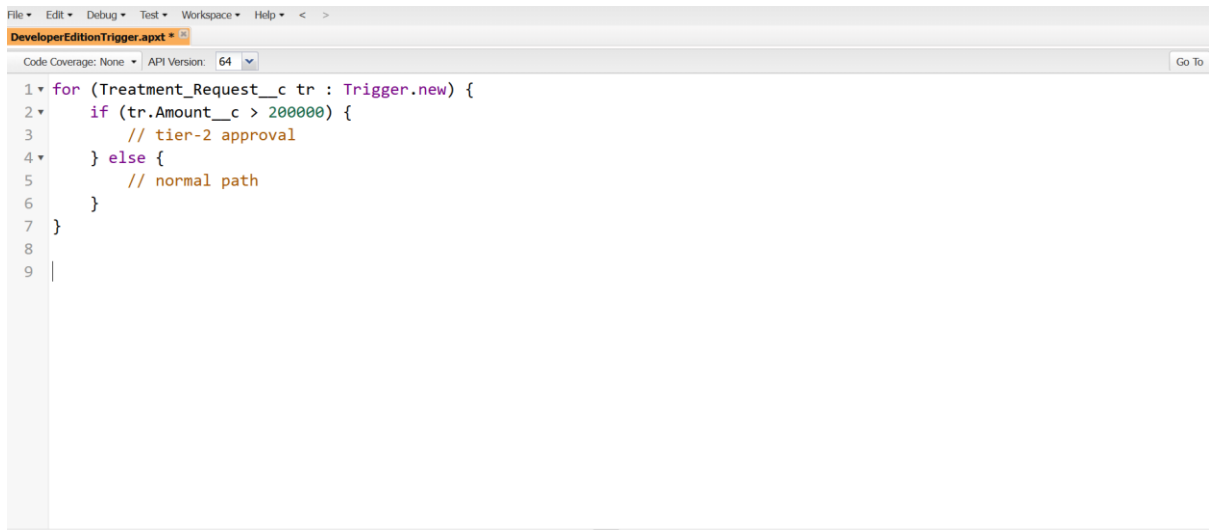 File Edit Debug Test Workspace Help < >
DeveloperEditionTrigger.apxt *
Code Coverage: None API Version: 64 Go To
1 for (Treatment_Request__c tr : Trigger.new) {
2 if (tr.Amount__c > 200000) {
3 // tier-2 approval
4 } else {
5 // normal path
6 }
7 }
8
9